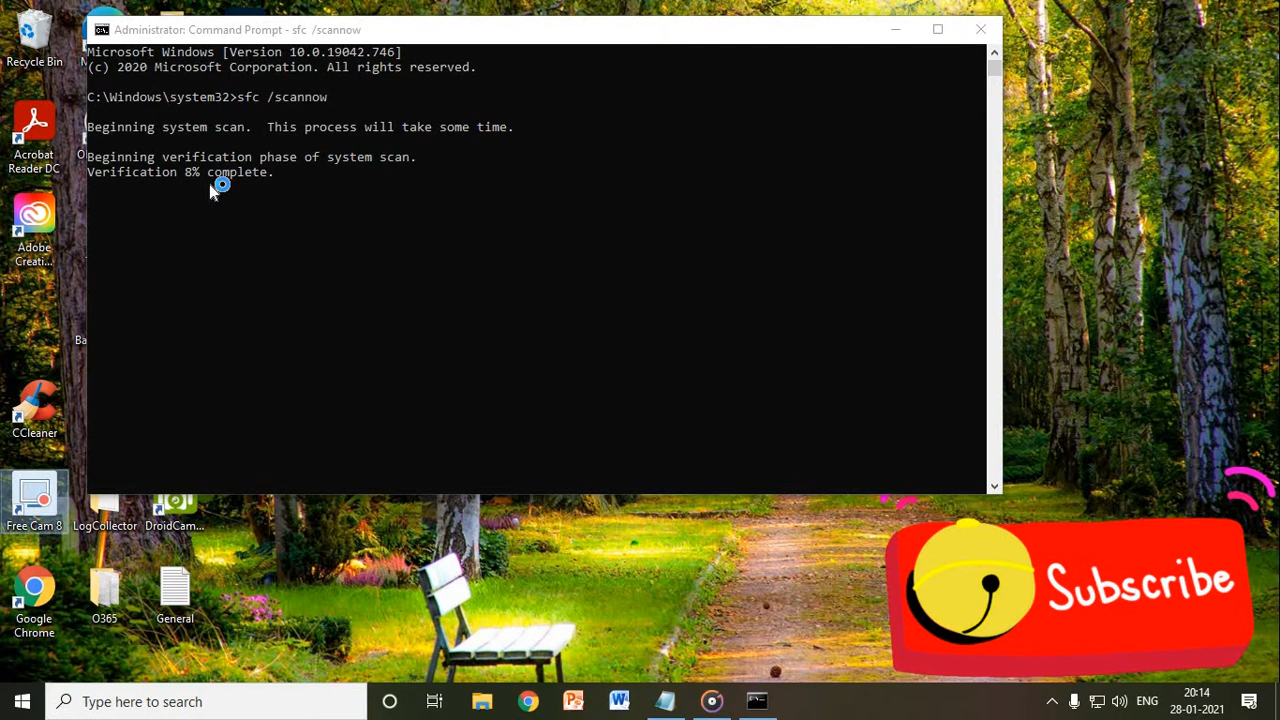 Administrator: Command Prompt - sfc /scannow
Microsoft Windows [Version 10.0.19042.746]
(c) 2020 Microsoft Corporation. All rights reserved.
C:\Windows\system32>sfc /scannow
Beginning system scan.  This process will take some time.
Beginning verification phase of system scan.
Verification 8% complete.
Recycle Bin
Acrobat
Reader DC
Adobe
Creati...
Ba
CCleaner
Free Cam 8
LogCollector
DroidCam...
Google
Chrome
O365
General
Subscribe
Type here to search
ENG
20:14
28-01-2021